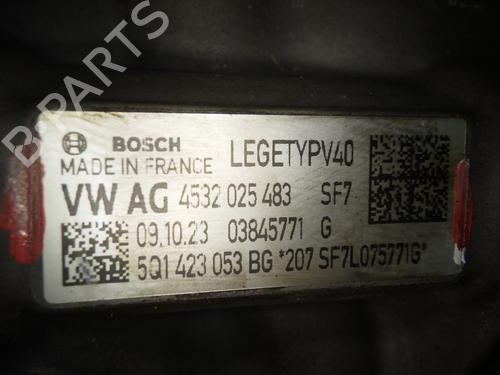 B-PARTS
BOSCH LEGETYPV40
MADE IN FRANCE
VW AG 4532 025 483 SF7
09.10.23 03845771 G
5Q1 423 053 BG *207 SF7L075771G*